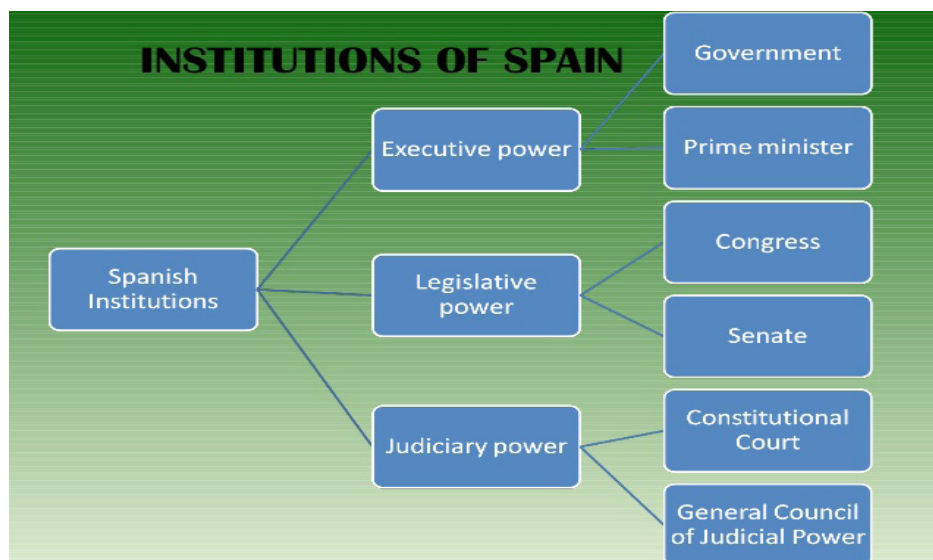 INSTITUTIONS OF SPAIN
Government
Executive power
Prime minister
Congress
Spanish
Institutions
Legislative
power
Senate
Judiciary power
Constitutional
Court
General Council
of Judicial Power